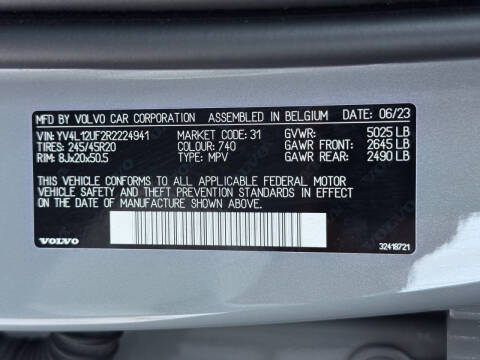 MFD BY VOLVO CAR CORPORATION ASSEMBLED IN BELGIUM DATE: 06/23
VIN:YV4L12UF2R2224941 MARKET: 31 GVWR: 5025 LB
TIRES: 245/45R20 COLOUR: 740 GAWR FRONT: 2645 LB
RIM: 8Jx20x50.5 TYPE: MPV GAWR REAR: 2490 LB
THIS VEHICLE CONFORMS TO ALL APPLICABLE FEDERAL MOTOR
VEHICLE SAFETY AND THEFT PREVENTION STANDARDS IN EFFECT
ON THE DATE OF MANUFACTURE SHOWN ABOVE.
VOLVO 32418721